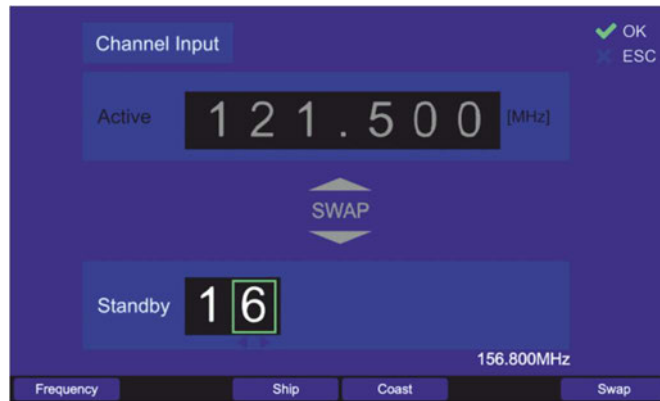 Channel Input
OK
ESC
Active 121.500 [MHz]
SWAP
Standby 16
156.800MHz
Frequency Ship Coast Swap